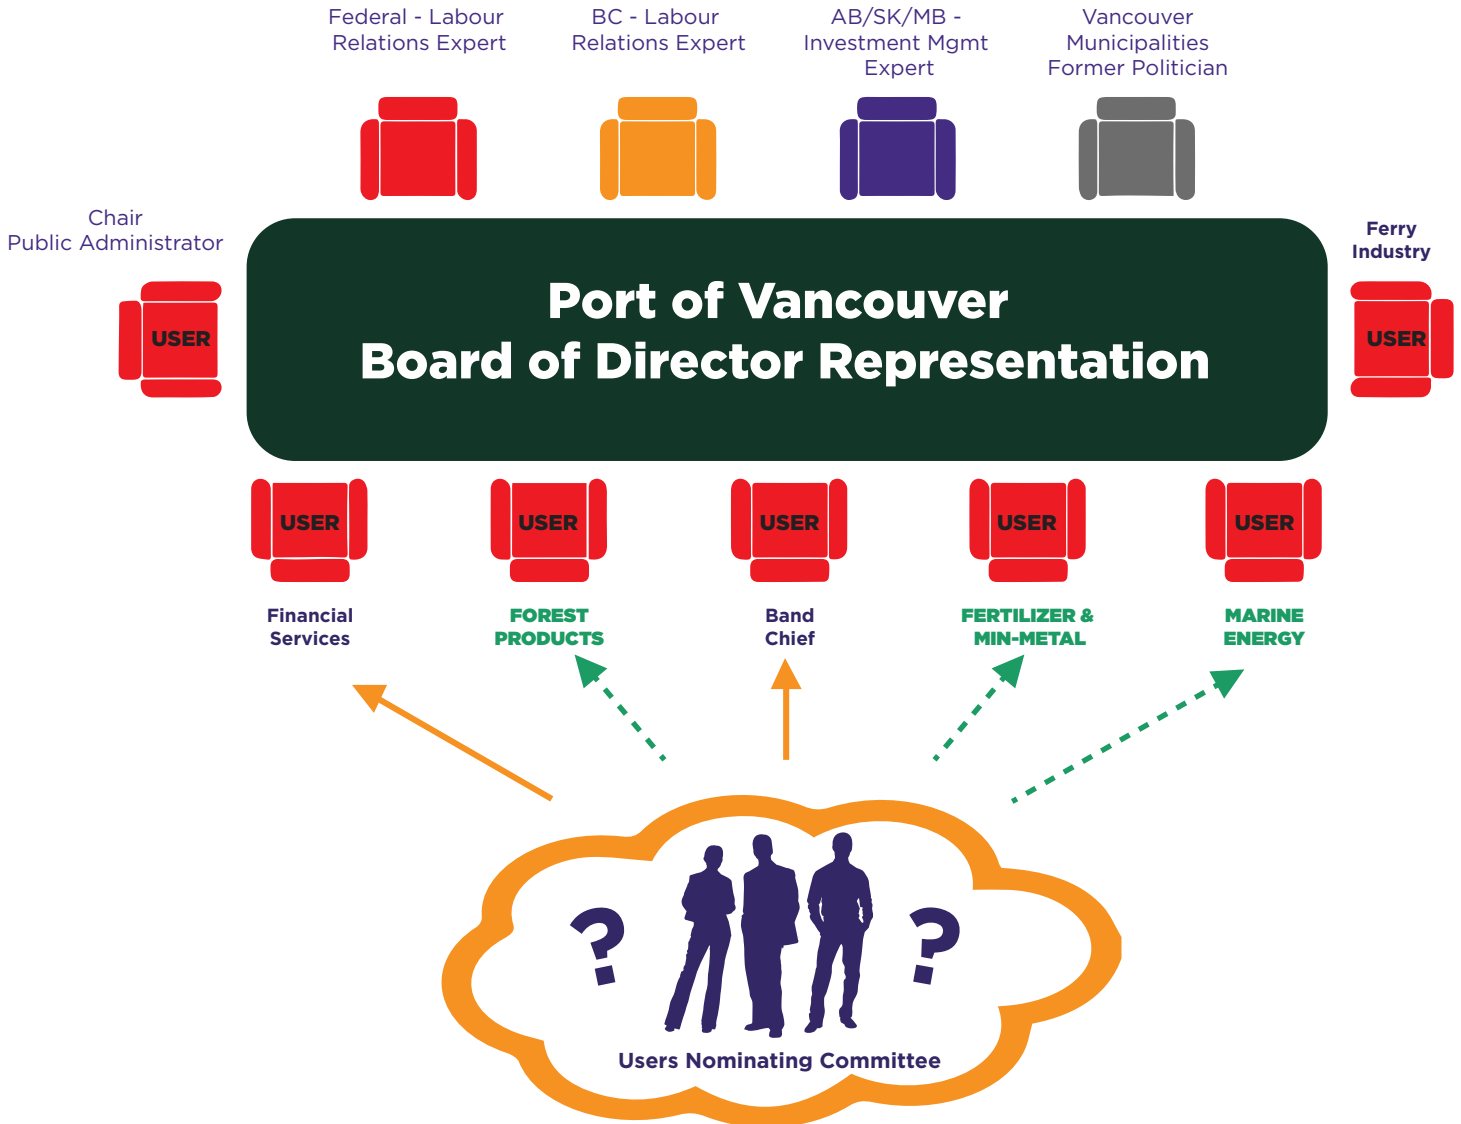 Federal - Labour
Relations Expert
BC - Labour
Relations Expert
AB/SK/MB -
Investment Mgmt
Expert
Vancouver
Municipalities
Former Politician
Chair
Public Administrator
Ferry
Industry
USER
Port of Vancouver
Board of Director Representation
USER
USER
USER
USER
USER
USER
Financial
Services
FOREST
PRODUCTS
Band
Chief
FERTILIZER &
MIN-METAL
MARINE
ENERGY
?
?
Users Nominating Committee